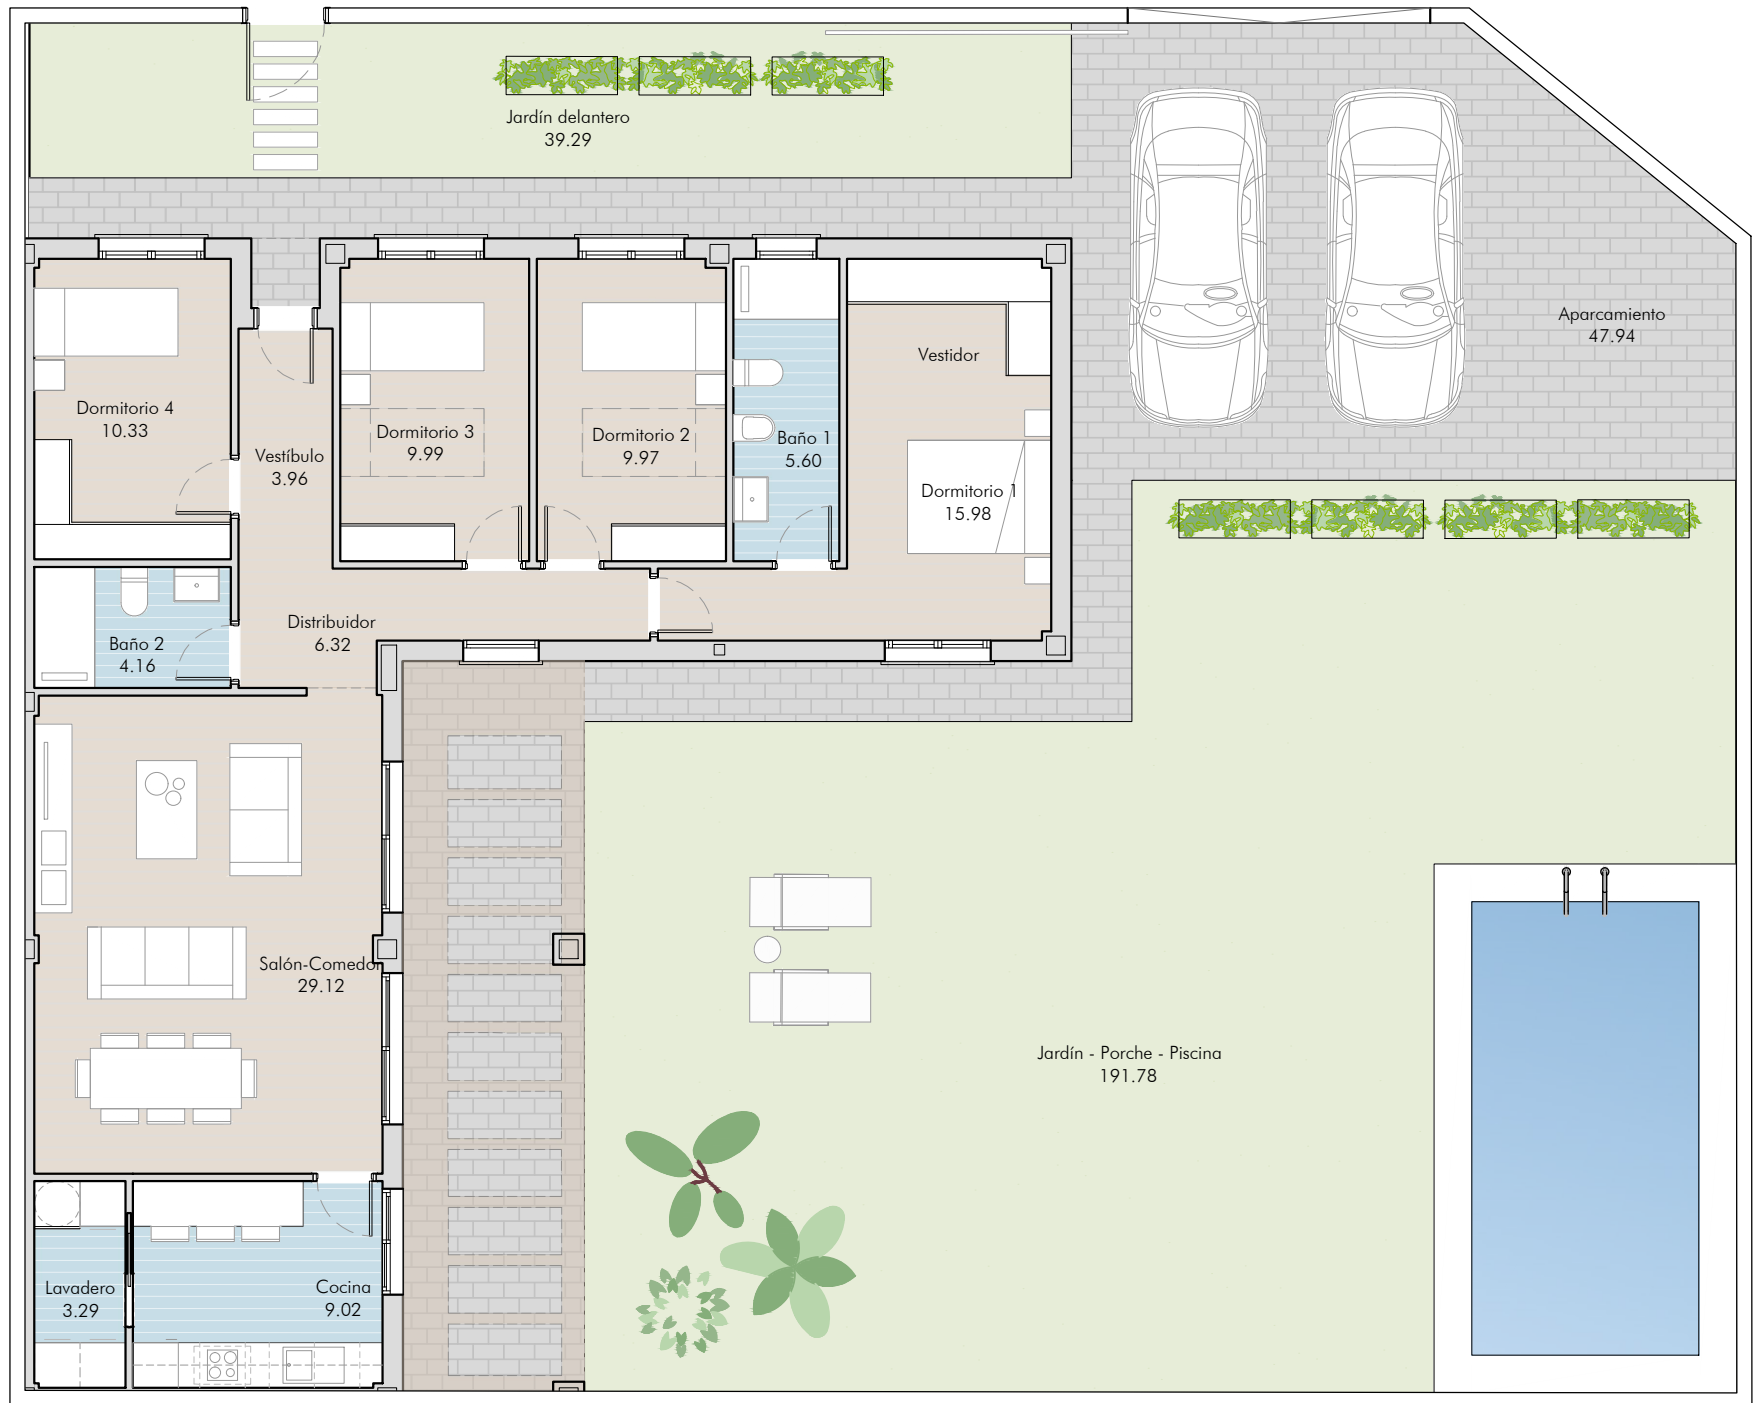 Jardín delantero
39.29
Aparcamiento
47.94
Vestidor
Dormitorio 4
10.33
Dormitorio 3
9.99
Dormitorio 2
9.97
Baño 1
5.60
Vestíbulo
3.96
Dormitorio 1
15.98
Distribuidor
6.32
Baño 2
4.16
Salón-Comedor
29.12
Jardín - Porche - Piscina
191.78
Lavadero
3.29
Cocina
9.02